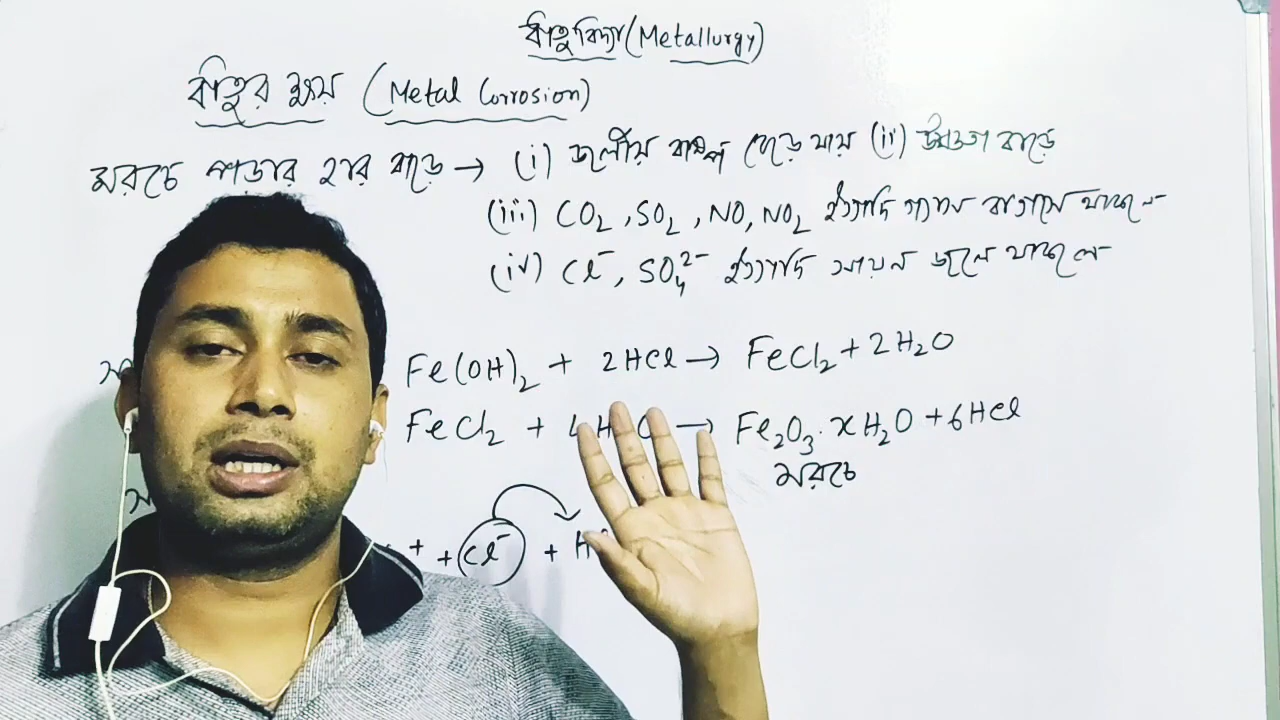 ধাতুবিদ্যা (Metallurgy)
ধাতুর ক্ষয় (Metal Corrosion)
মরচে পড়ার হার বাড়ে → (i) জলীয় বাষ্প বেড়ে যায় (ii) উষ্ণতা বাড়ে
(iii) CO₂, SO₂, NO, NO₂ ইত্যাদি গ্যাস বাতাসে থাকলে
(iv) Cl⁻, SO₄²⁻ ইত্যাদি আয়ন জলে থাকলে
Fe(OH)₂ + 2HCl → FeCl₂ + 2H₂O
FeCl₂ + → Fe₂O₃·xH₂O + 6HCl
মরচে
+ + Cl⁻ + H